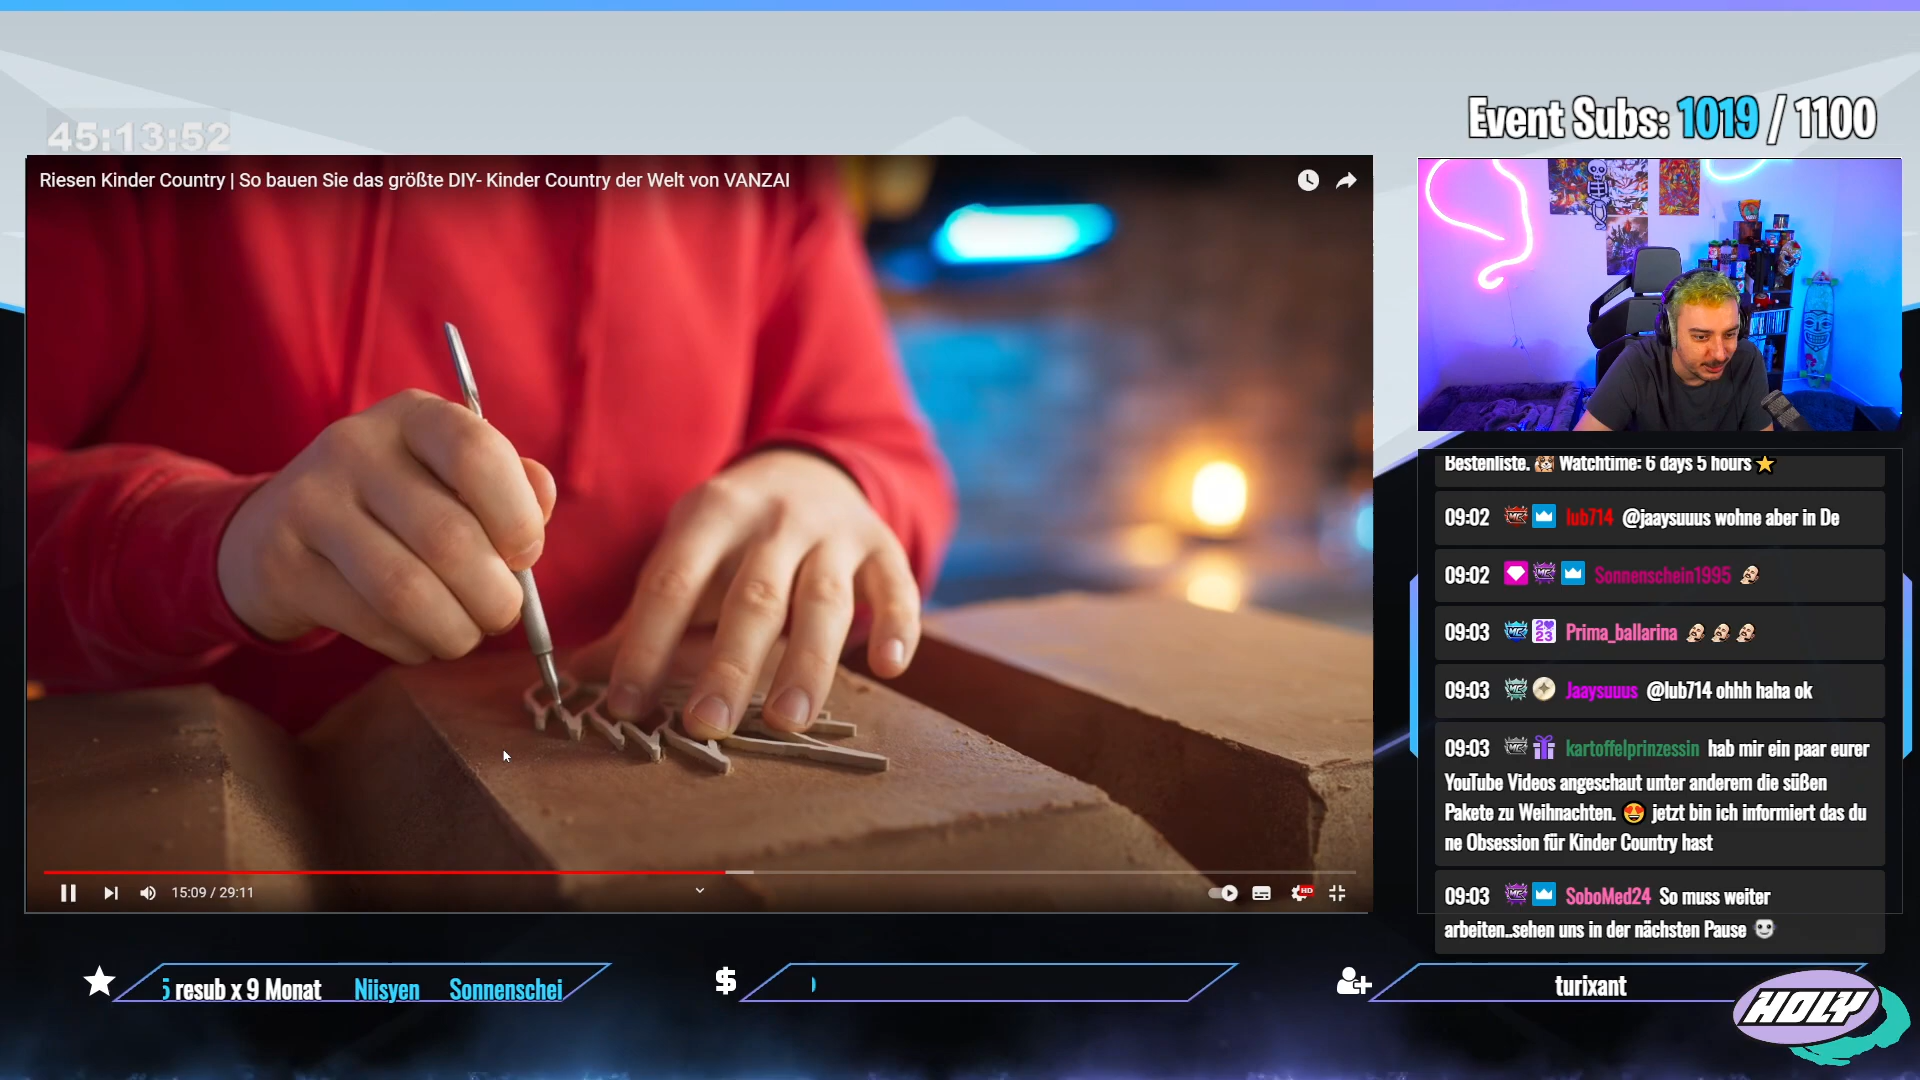 45:13:52
Event Subs: 1019 / 1100
Riesen Kinder Country | So bauen Sie das größte DIY- Kinder Country der Welt von VANZAI
Bestenliste. Watchtime: 6 days 5 hours
09:02 lub714 @jaaysuuus wohne aber in De
09:02 Sonnenschein1995
09:03 Prima_ballarina
09:03 Jaaysuuus @lub714 ohhh haha ok
09:03 kartoffelprinzessin hab mir ein paar eurer
YouTube Videos angeschaut unter anderem die süßen
Pakete zu Weihnachten. jetzt bin ich informiert das du
ne Obsession für Kinder Country hast
09:03 SoboMed24 So muss weiter
arbeiten..sehen uns in der nächsten Pause
15:09 / 29:11
HD
resub x 9 Monat Niisyen Sonnenschei
$
turixant
HOLY